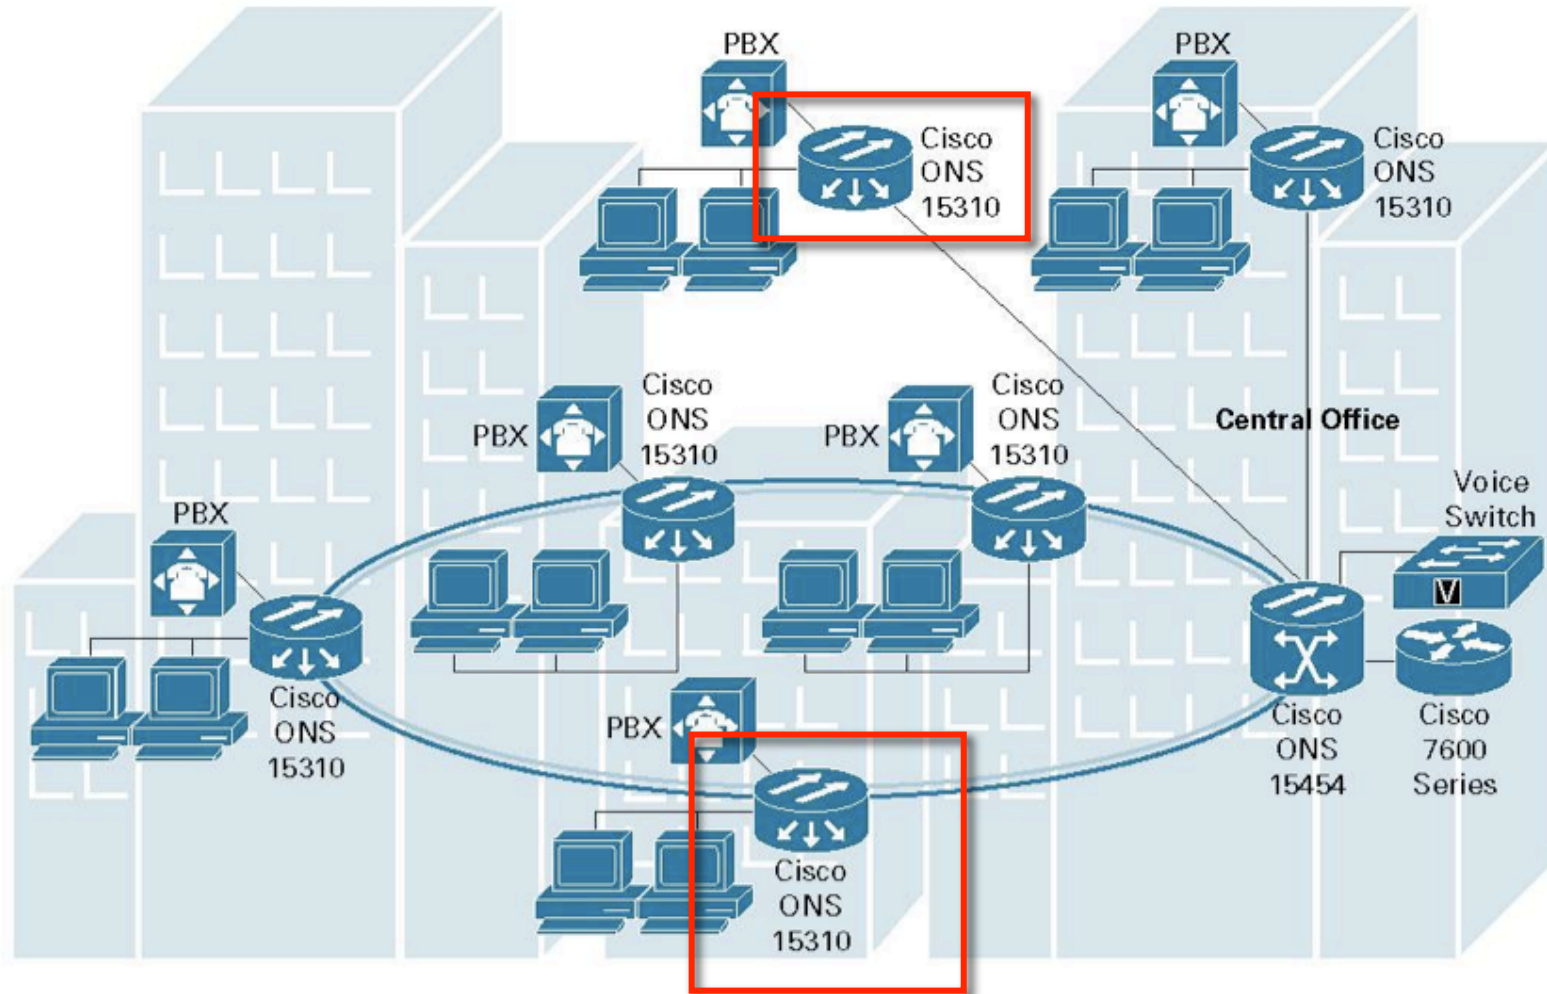 PBX
Cisco
ONS
15310
PBX
Cisco
ONS
15310
PBX
Cisco
ONS
15310
PBX
Cisco
ONS
15310
Central Office
Voice
Switch
V
PBX
Cisco
ONS
15310
PBX
Cisco
ONS
15310
Cisco
ONS
15454
Cisco
7600
Series